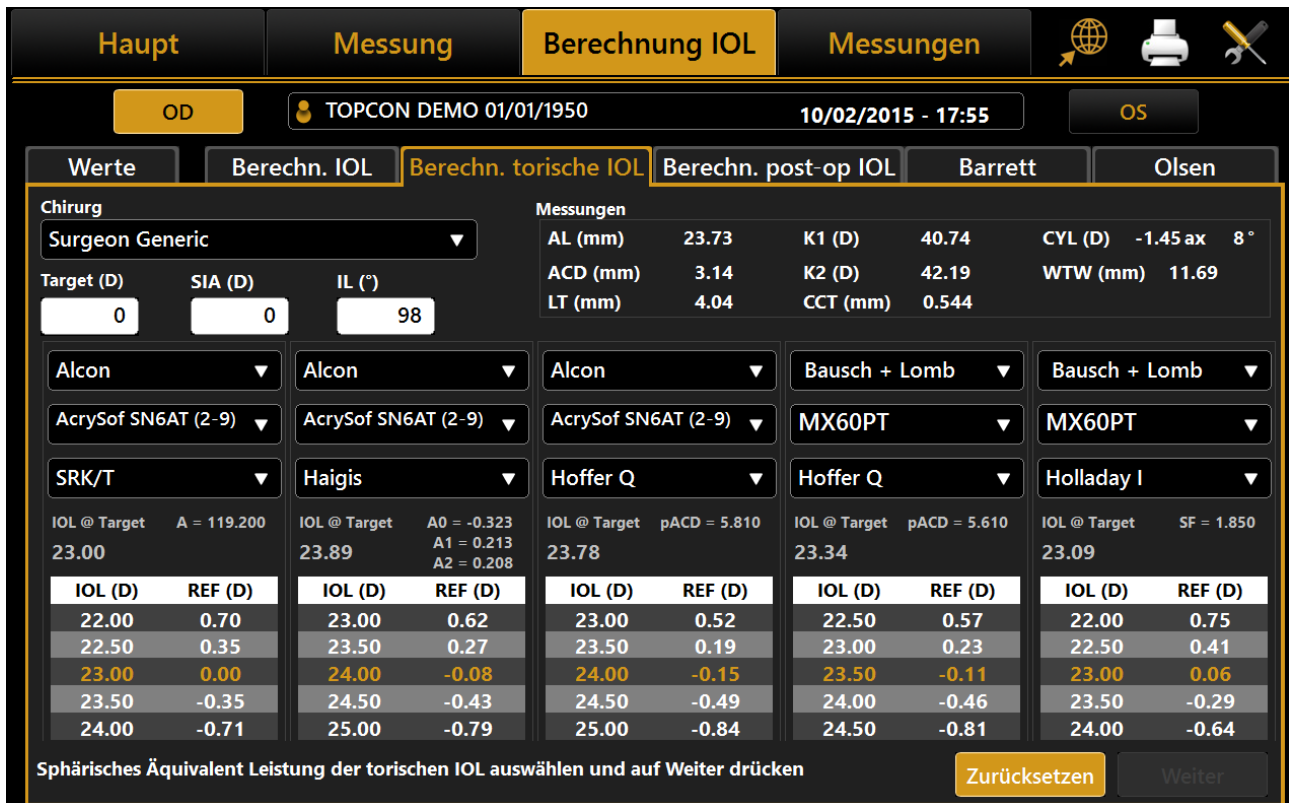 Haupt Messung Berechnung IOL Messungen
OD TOPCON DEMO 01/01/1950 10/02/2015 - 17:55 OS
Werte Berechn. IOL Berechn. torische IOL Berechn. post-op IOL Barrett Olsen
Chirurg Messungen
Surgeon Generic AL (mm) 23.73 K1 (D) 40.74 CYL (D) -1.45 ax 8°
Target (D) SIA (D) IL (°) ACD (mm) 3.14 K2 (D) 42.19 WTW (mm) 11.69
0 0 98 LT (mm) 4.04 CCT (mm) 0.544
Alcon Alcon Alcon Bausch + Lomb Bausch + Lomb
AcrySof SN6AT (2-9) AcrySof SN6AT (2-9) AcrySof SN6AT (2-9) MX60PT MX60PT
SRK/T Haigis Hoffer Q Hoffer Q Holladay I
IOL @ Target A = 119.200 IOL @ Target A0 = -0.323 IOL @ Target pACD = 5.810 IOL @ Target pACD = 5.610 IOL @ Target SF = 1.850
A1 = 0.213
23.00 23.89 23.78 23.34 23.09
A2 = 0.208
IOL (D) REF (D) IOL (D) REF (D) IOL (D) REF (D) IOL (D) REF (D) IOL (D) REF (D)
22.00 0.70 23.00 0.62 23.00 0.52 22.50 0.57 22.00 0.75
22.50 0.35 23.50 0.27 23.50 0.19 23.00 0.23 22.50 0.41
23.00 0.00 24.00 -0.08 24.00 -0.15 23.50 -0.11 23.00 0.06
23.50 -0.35 24.50 -0.43 24.50 -0.49 24.00 -0.46 23.50 -0.29
24.00 -0.71 25.00 -0.79 25.00 -0.84 24.50 -0.81 24.00 -0.64
Sphärisches Äquivalent Leistung der torischen IOL auswählen und auf Weiter drücken Zurücksetzen Weiter